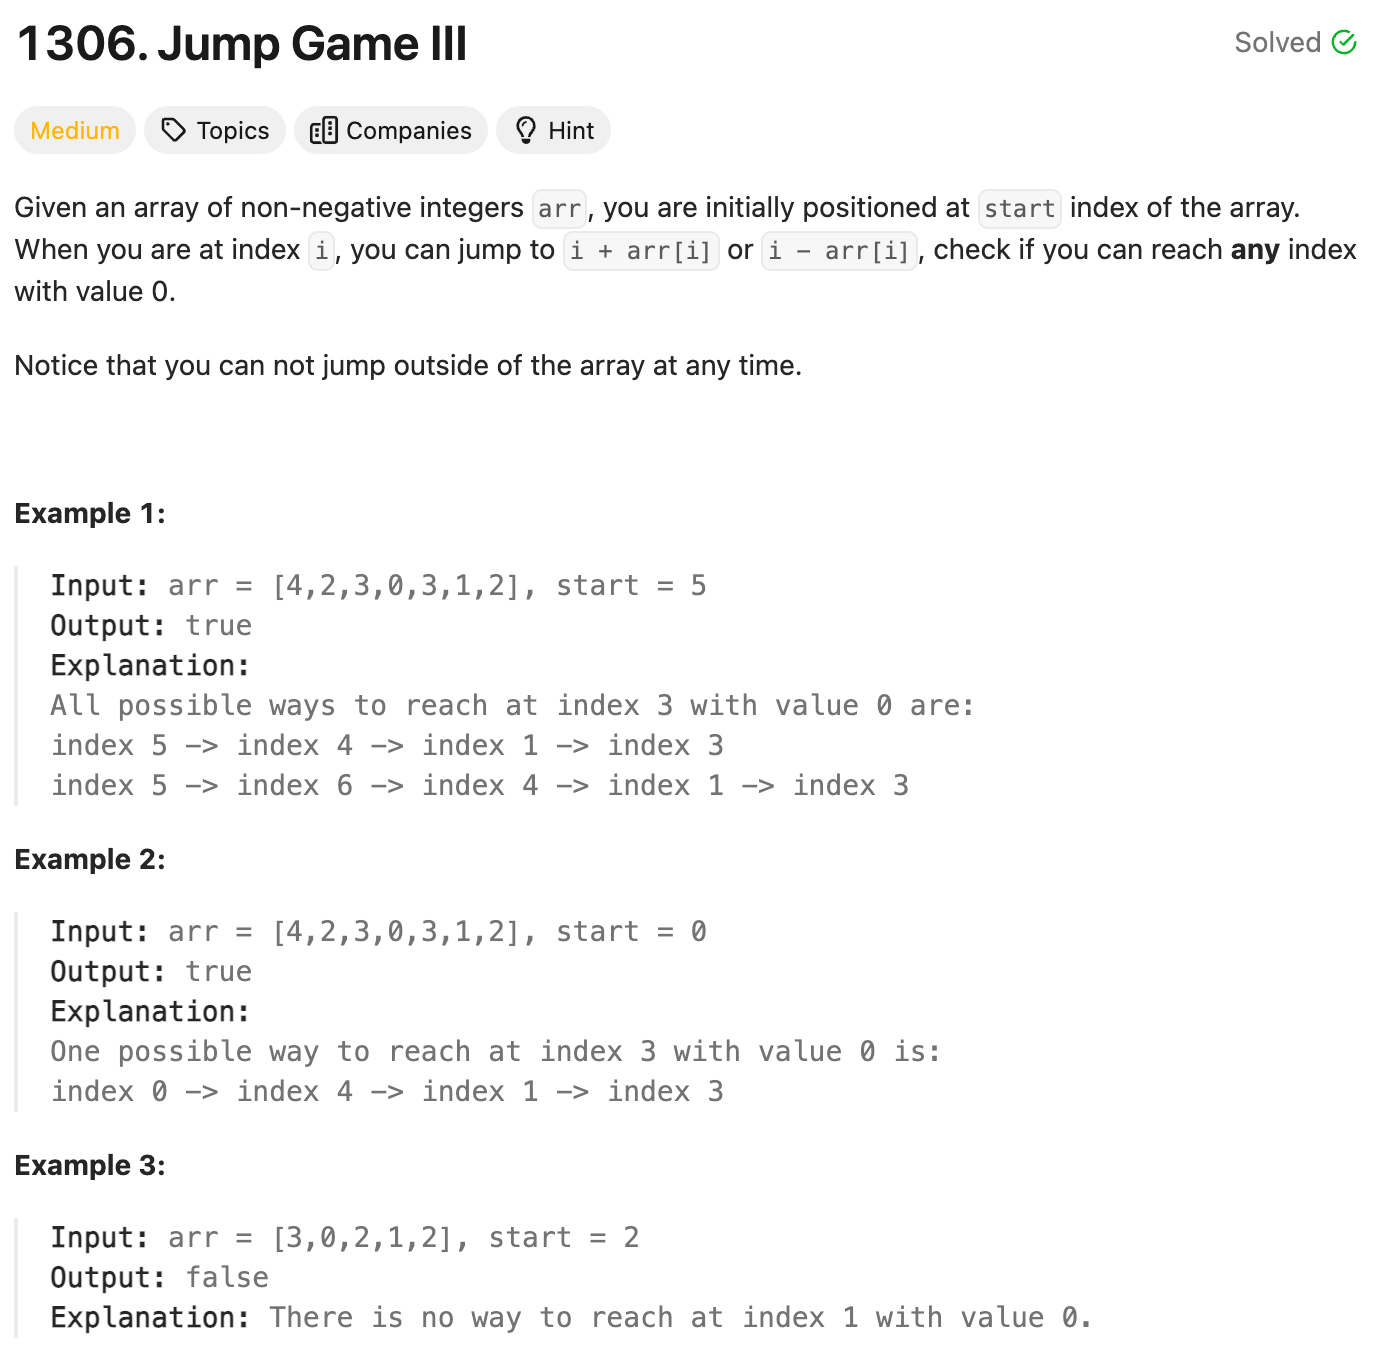 1306. Jump Game III
Solved
Medium
Topics
Companies
Hint
Given an array of non-negative integers arr, you are initially positioned at start index of the array.
When you are at index i, you can jump to i + arr[i] or i - arr[i], check if you can reach any index
with value 0.
Notice that you can not jump outside of the array at any time.
Example 1:
Input: arr = [4,2,3,0,3,1,2], start = 5
Output: true
Explanation:
All possible ways to reach at index 3 with value 0 are:
index 5 -> index 4 -> index 1 -> index 3
index 5 -> index 6 -> index 4 -> index 1 -> index 3
Example 2:
Input: arr = [4,2,3,0,3,1,2], start = 0
Output: true
Explanation:
One possible way to reach at index 3 with value 0 is:
index 0 -> index 4 -> index 1 -> index 3
Example 3:
Input: arr = [3,0,2,1,2], start = 2
Output: false
Explanation: There is no way to reach at index 1 with value 0.